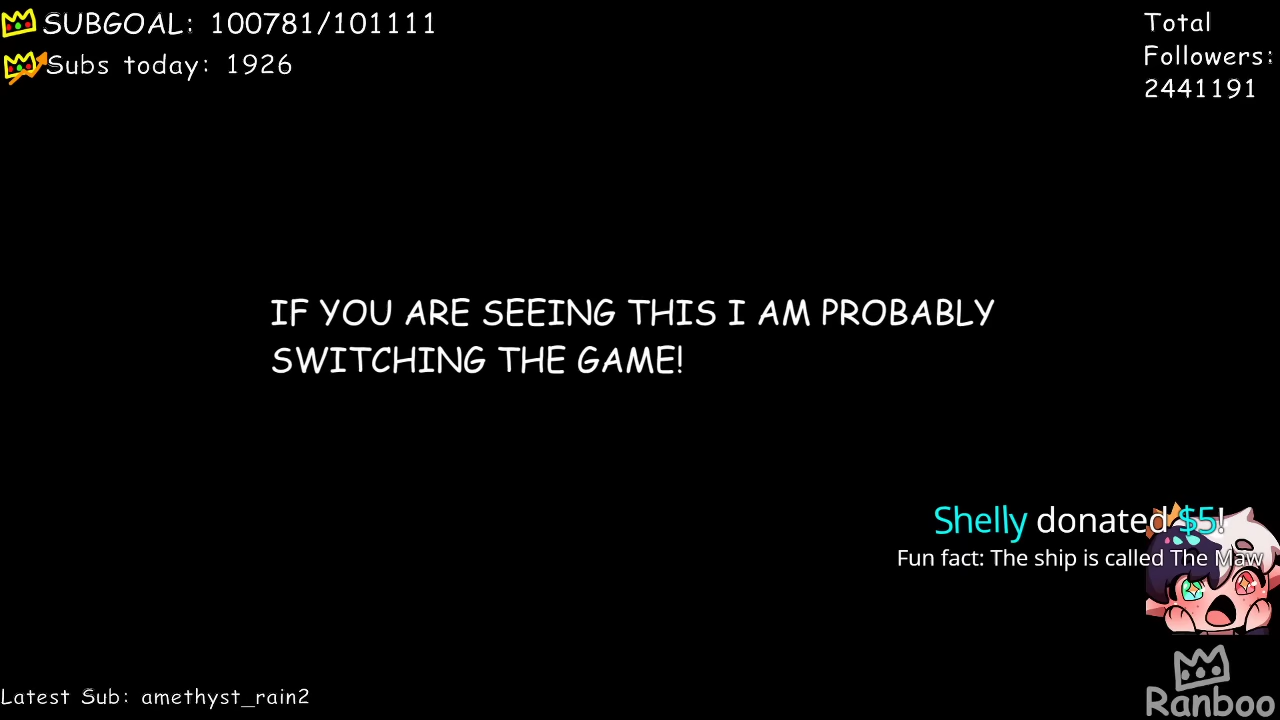 SUBGOAL: 100781/101111
Subs today: 1926
Total
Followers:
2441191
IF YOU ARE SEEING THIS I AM PROBABLY
SWITCHING THE GAME!
Shelly donated $5!
Fun fact: The ship is called The Maw
Latest Sub: amethyst_rain2
Ranboo